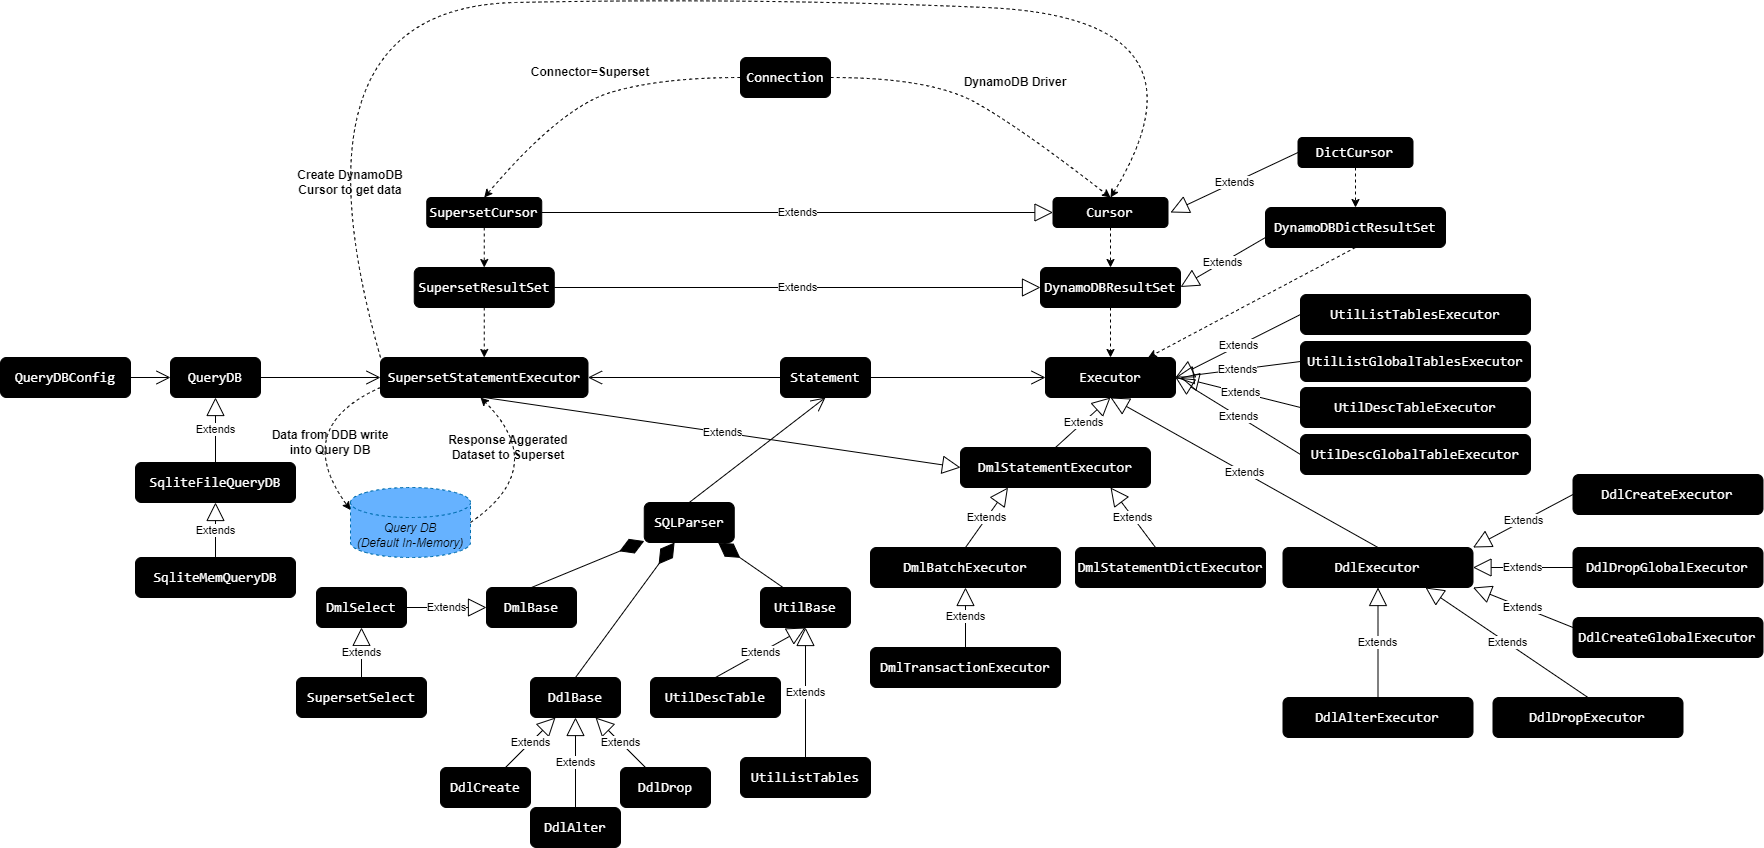 Connector=Superset
Connection
DynamoDB Driver
DictCursor
Create DynamoDB
Cursor to get data
Extends
SupersetCursor
Extends
Cursor
DynamoDBDictResultSet
Extends
SupersetResultSet
Extends
DynamoDBResultSet
UtilListTablesExecutor
Extends
UtilListGlobalTablesExecutor
Extends
QueryDBConfig
QueryDB
SupersetStatementExecutor
Statement
Executor
Extends
UtilDescTableExecutor
Extends
UtilDescGlobalTableExecutor
Extends
Extends
Extends
Data from DDB write
into Query DB
Response Aggerated
Dataset to Superset
DmlStatementExecutor
Extends
SqliteFileQueryDB
DdlCreateExecutor
Extends
Extends
Extends
Extends
SQLParser
Query DB
(Default In-Memory)
Extends
SqliteMemQueryDB
DmlBatchExecutor
DmlStatementDictExecutor
DdlExecutor
Extends
DdlDropGlobalExecutor
DmlSelect
Extends
DmlBase
UtilBase
Extends
Extends
DdlCreateGlobalExecutor
Extends
Extends
Extends
Extends
DmlTransactionExecutor
SupersetSelect
DdlBase
UtilDescTable
Extends
DdlAlterExecutor
DdlDropExecutor
Extends
Extends
Extends
DdlCreate
DdlDrop
UtilListTables
DdlAlter